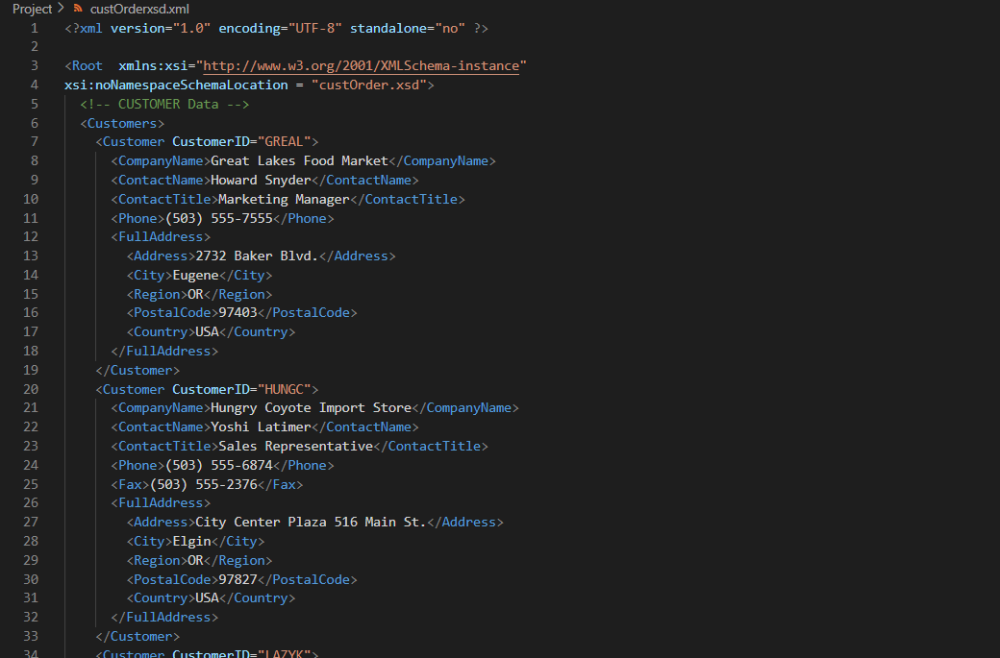 Project > custOrderxsd.xml
1 <?xml version="1.0" encoding="UTF-8" standalone="no" ?>
2
3 <Root  xmlns:xsi="http://www.w3.org/2001/XMLSchema-instance"
4 xsi:noNamespaceSchemaLocation = "custOrder.xsd">
5   <!-- CUSTOMER Data -->
6   <Customers>
7     <Customer CustomerID="GREAL">
8       <CompanyName>Great Lakes Food Market</CompanyName>
9       <ContactName>Howard Snyder</ContactName>
10       <ContactTitle>Marketing Manager</ContactTitle>
11       <Phone>(503) 555-7555</Phone>
12       <FullAddress>
13         <Address>2732 Baker Blvd.</Address>
14         <City>Eugene</City>
15         <Region>OR</Region>
16         <PostalCode>97403</PostalCode>
17         <Country>USA</Country>
18       </FullAddress>
19     </Customer>
20     <Customer CustomerID="HUNGC">
21       <CompanyName>Hungry Coyote Import Store</CompanyName>
22       <ContactName>Yoshi Latimer</ContactName>
23       <ContactTitle>Sales Representative</ContactTitle>
24       <Phone>(503) 555-6874</Phone>
25       <Fax>(503) 555-2376</Fax>
26       <FullAddress>
27         <Address>City Center Plaza 516 Main St.</Address>
28         <City>Elgin</City>
29         <Region>OR</Region>
30         <PostalCode>97827</PostalCode>
31         <Country>USA</Country>
32       </FullAddress>
33     </Customer>
34     <Customer CustomerID="LAZYK">